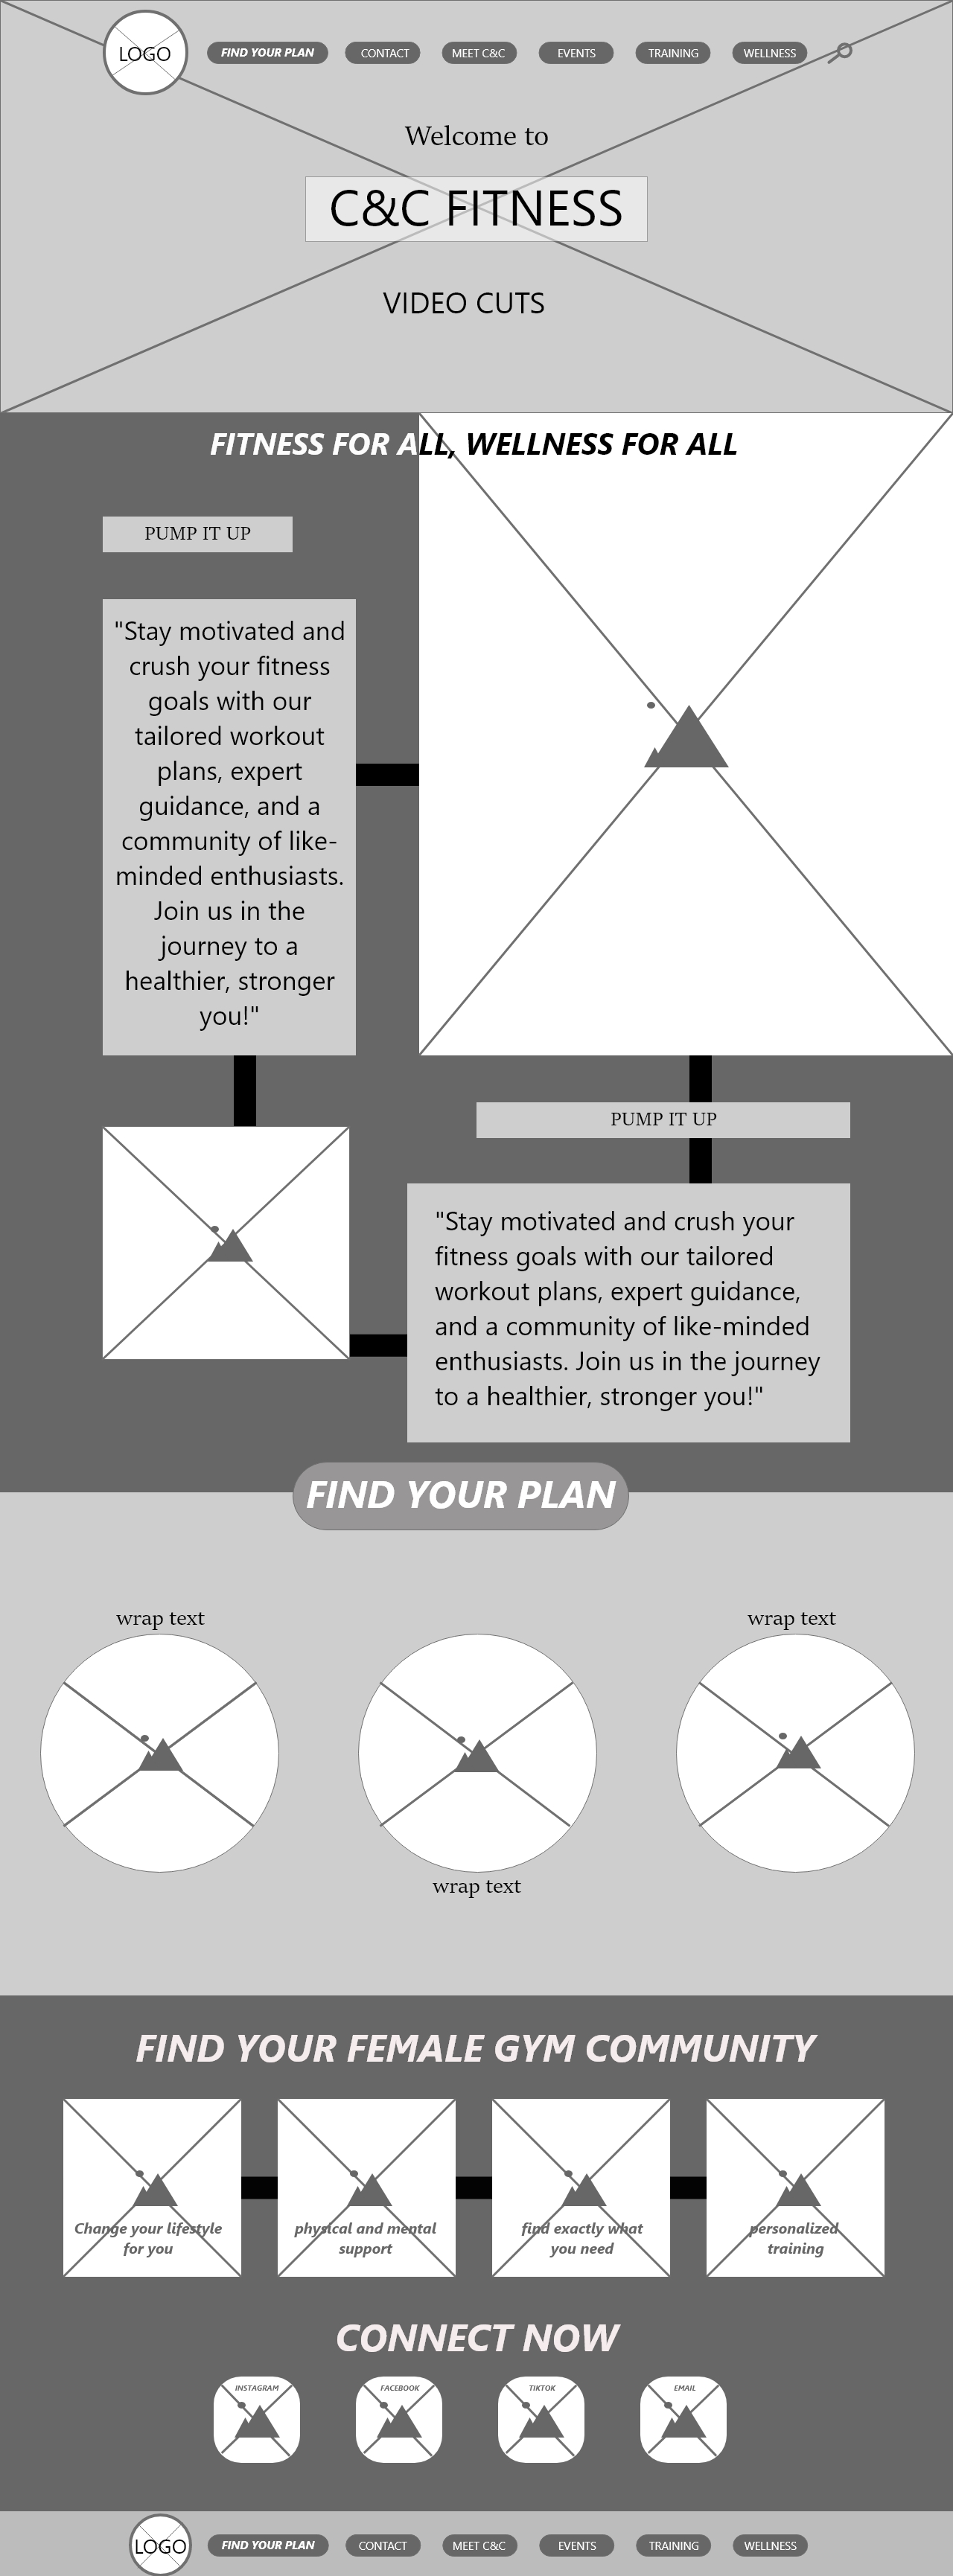 LOGO
FIND YOUR PLAN
CONTACT
MEET C&C
EVENTS
TRAINING
WELLNESS
Welcome to
C&C FITNESS
VIDEO CUTS
FITNESS FOR ALL, WELLNESS FOR ALL
PUMP IT UP
"Stay motivated and
crush your fitness
goals with our
tailored workout
plans, expert
guidance, and a
community of like-
minded enthusiasts.
Join us in the
journey to a
healthier, stronger
you!"
PUMP IT UP
"Stay motivated and crush your
fitness goals with our tailored
workout plans, expert guidance,
and a community of like-minded
enthusiasts. Join us in the journey
to a healthier, stronger you!"
FIND YOUR PLAN
wrap text
wrap text
wrap text
FIND YOUR FEMALE GYM COMMUNITY
Change your lifestyle
for you
physical and mental
support
find exactly what
you need
personalized
training
CONNECT NOW
INSTAGRAM
FACEBOOK
TIKTOK
EMAIL
LOGO
FIND YOUR PLAN
CONTACT
MEET C&C
EVENTS
TRAINING
WELLNESS